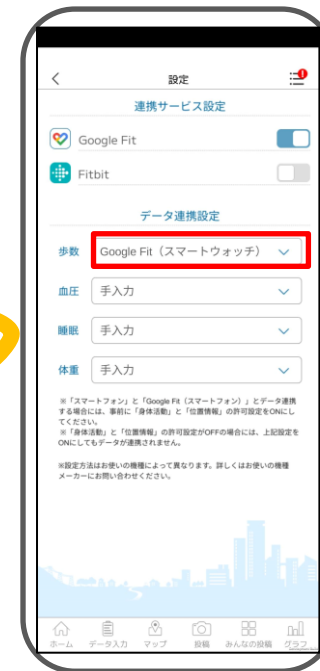 設定
連携サービス設定
Google Fit
Fitbit
データ連携設定
歩数 Google Fit（スマートウォッチ）
血圧 手入力
睡眠 手入力
体重 手入力
※「スマートフォン」と「Google Fit（スマートフォン）」とデータ連携
する場合には、事前に「身体活動」と「位置情報」の許可設定をONにし
てください。
※「身体活動」と「位置情報」の許可設定がOFFの場合には、上記設定を
ONにしてもデータが連携されません。
※設定方法はお使いの機種によって異なります。詳しくはお使いの機種
メーカーにお問い合わせください。
ホーム データ入力 マップ 投稿 みんなの投稿 グラフ